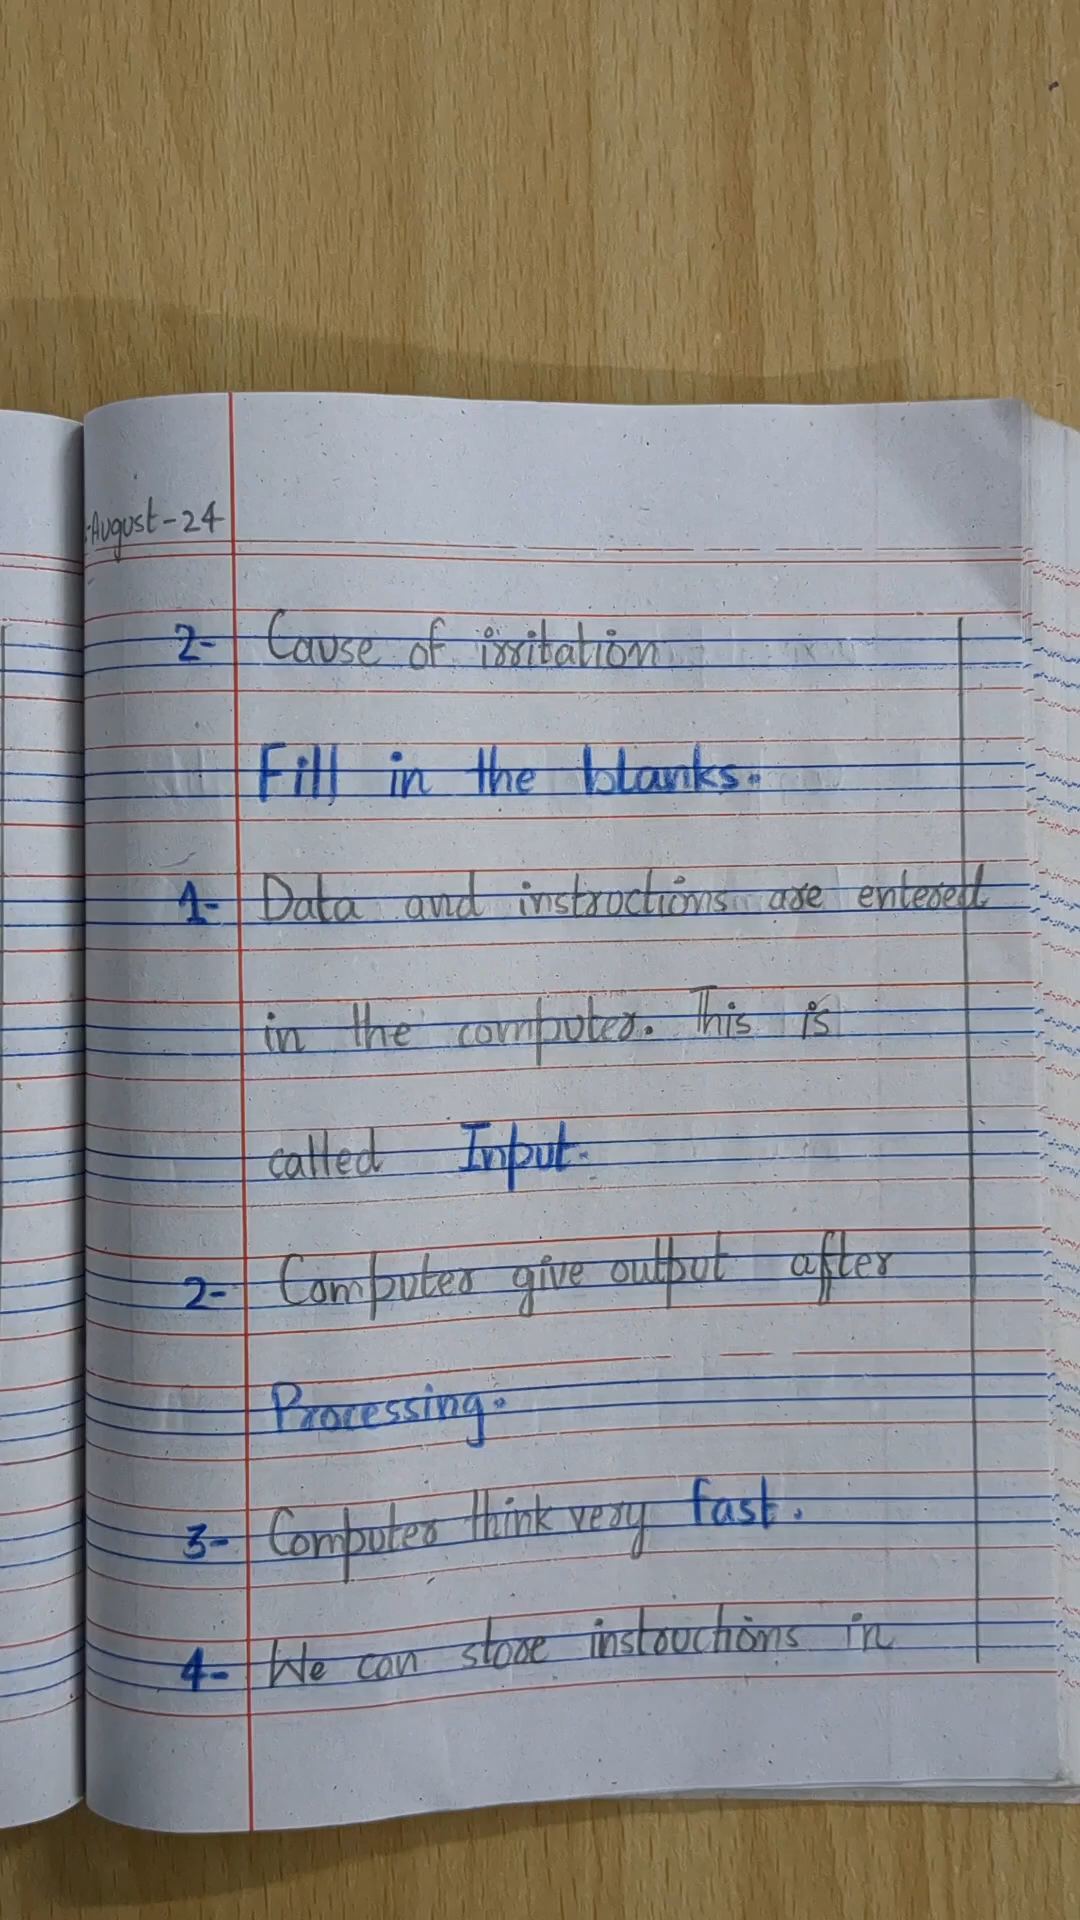 -August-24
2- Cause of irritation
Fill in the blanks.
1- Data and instructions are entered
in the computer. This is
called Input.
2- Computer give output after
Processing.
3- Computer think very fast.
4- We can store instructions in